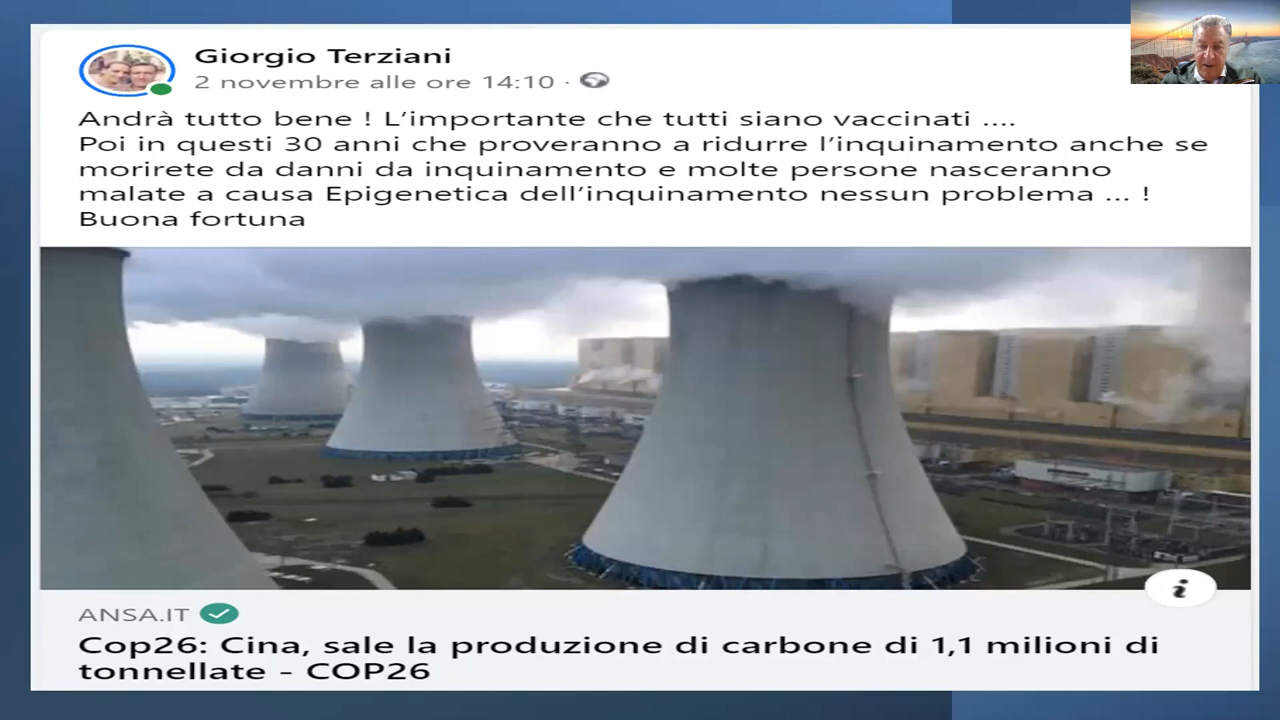 Giorgio Terziani
2 novembre alle ore 14:10 ·
Andrà tutto bene ! L'importante che tutti siano vaccinati ....
Poi in questi 30 anni che proveranno a ridurre l'inquinamento anche se
morirete da danni da inquinamento e molte persone nasceranno
malate a causa Epigenetica dell'inquinamento nessun problema ... !
Buona fortuna
i
ANSA.IT
Cop26: Cina, sale la produzione di carbone di 1,1 milioni di
tonnellate - COP26